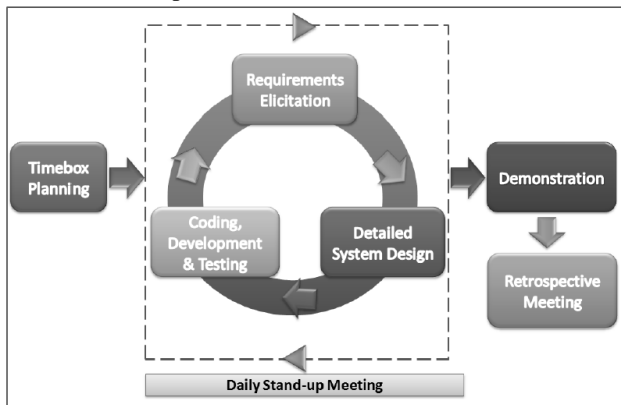 Requirements
Elicitation
Timebox
Planning
Coding,
Development
& Testing
Detailed
System Design
Demonstration
Retrospective
Meeting
Daily Stand-up Meeting